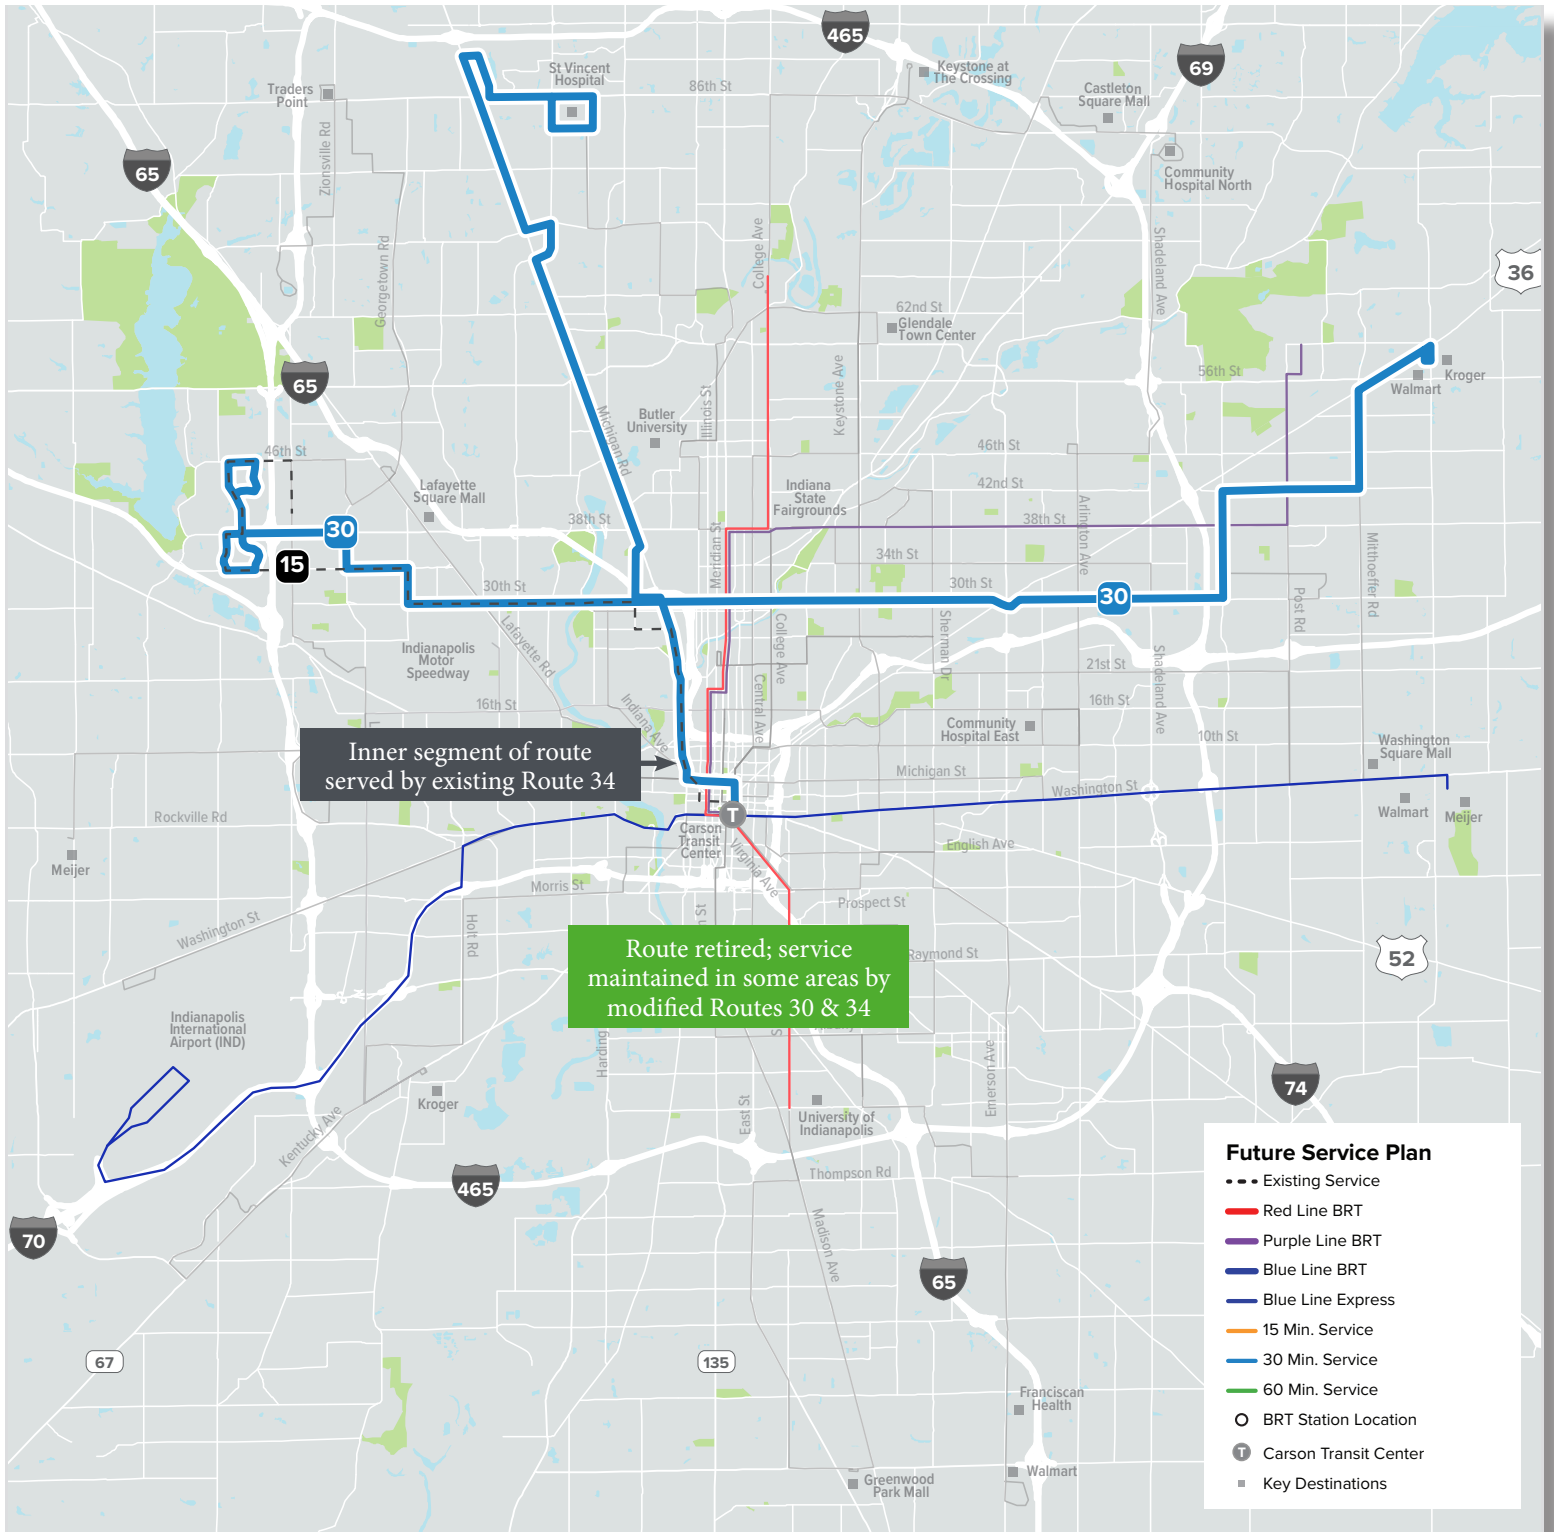 465
69
36
65
65
St Vincent
Hospital
86th St
Keystone at
The Crossing
Castleton
Square Mall
Traders
Point
Zionsville Rd
Community
Hospital North
College Ave
Shadeland Ave
Georgetown Rd
62nd St
Glendale
Town Center
56th St
Kroger
Walmart
Keystone Ave
Illinois St
Michigan Rd
Butler
University
46th St
46th St
Lafayette
Square Mall
Indiana
State
Fairgrounds
42nd St
38th St
38th St
Arlington Ave
Meridian St
30
15
34th St
Mitthoeffer Rd
30th St
30th St
30
Post Rd
Lafayette Rd
College Ave
Sherman Dr
Indianapolis
Motor
Speedway
21st St
Shadeland Ave
16th St
16th St
Indiana Ave
Central Ave
Community
Hospital East
10th St
Washington
Square Mall
Inner segment of route
served by existing Route 34
Michigan St
Washington St
Rockville Rd
T
Carson
Transit
Center
Walmart
Meijer
Meijer
English Ave
Virginia Ave
Morris St
Prospect St
Washington St
Holt Rd
Route retired; service
maintained in some areas by
modified Routes 30 & 34
Raymond St
52
Indianapolis
International
Airport (IND)
Harding
Emerson Ave
Kroger
East St
University of
Indianapolis
74
Kentucky Ave
Thompson Rd
465
70
Madison Ave
65
67
135
Franciscan
Health
Walmart
Greenwood
Park Mall
Future Service Plan
Existing Service
Red Line BRT
Purple Line BRT
Blue Line BRT
Blue Line Express
15 Min. Service
30 Min. Service
60 Min. Service
BRT Station Location
T Carson Transit Center
Key Destinations